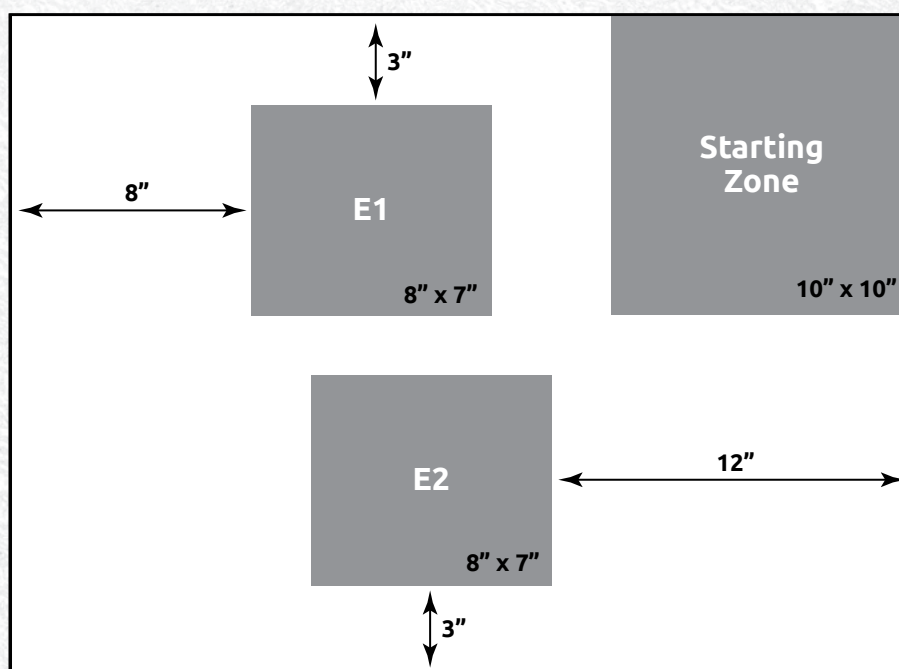 3”
Starting
Zone
8”
E1
8” x 7”
10” x 10”
E2
12”
8” x 7”
3”